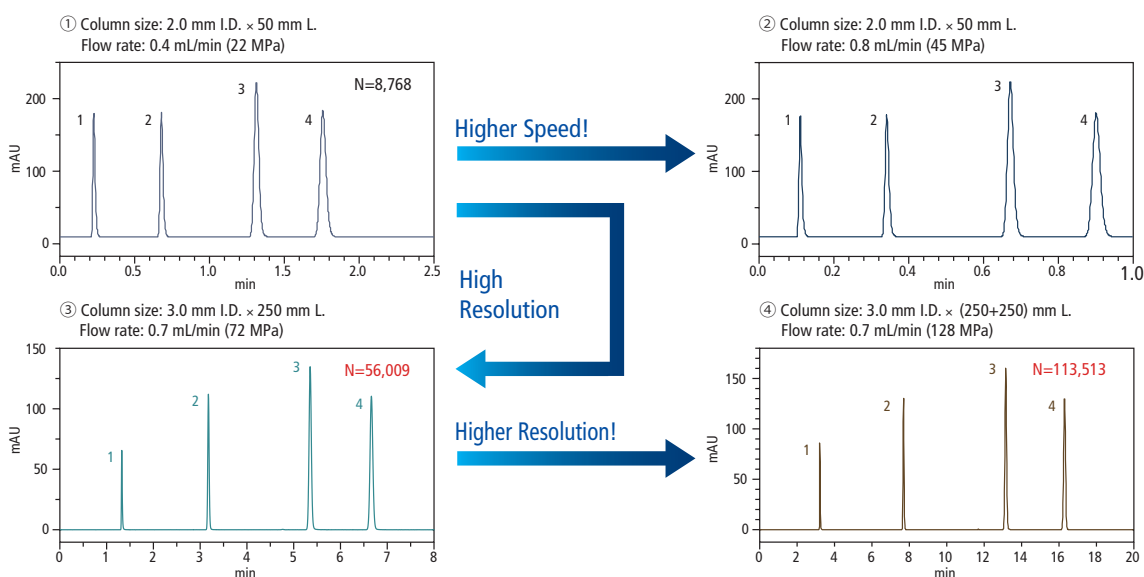 ① Column size: 2.0 mm I.D. × 50 mm L.
Flow rate: 0.4 mL/min (22 MPa)
N=8,768
mAU
200
100
0
1
2
3
4
0.0
0.5
1.0
1.5
2.0
2.5
min
Higher Speed!
② Column size: 2.0 mm I.D. × 50 mm L.
Flow rate: 0.8 mL/min (45 MPa)
mAU
200
100
0
1
2
3
4
0.0
0.2
0.4
0.6
0.8
1.0
min
High
Resolution
③ Column size: 3.0 mm I.D. × 250 mm L.
Flow rate: 0.7 mL/min (72 MPa)
N=56,009
mAU
150
100
50
0
1
2
3
4
0
1
2
3
4
5
6
7
8
min
Higher Resolution!
④ Column size: 3.0 mm I.D. × (250+250) mm L.
Flow rate: 0.7 mL/min (128 MPa)
N=113,513
mAU
150
100
50
0
1
2
3
4
0
2
4
6
8
10
12
14
16
18
20
min